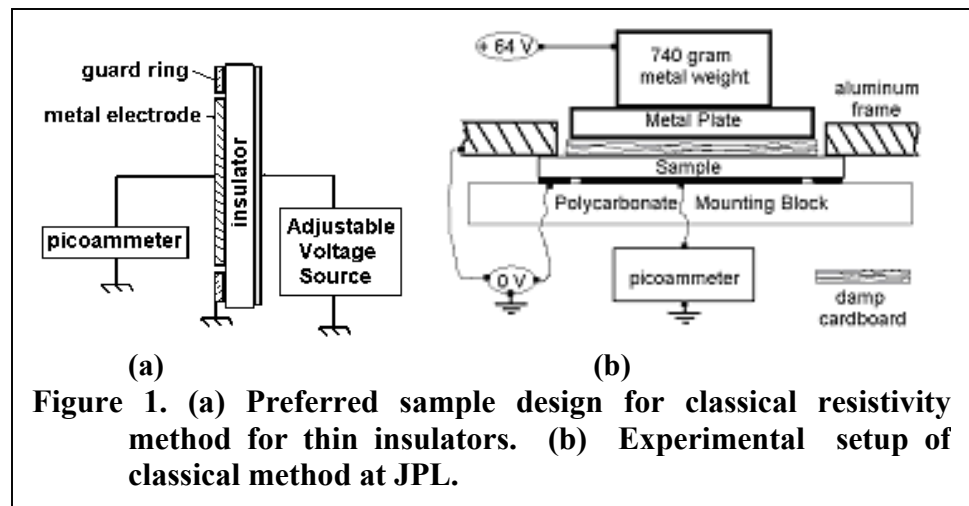 guard ring
metal electrode
insulator
picoammeter
Adjustable
Voltage
Source
(a)
+ 64 V
740 gram
metal weight
aluminum
frame
Metal Plate
Sample
Polycarbonate Mounting Block
0 V
picoammeter
damp
cardboard
(b)
Figure 1. (a) Preferred sample design for classical resistivity
method for thin insulators. (b) Experimental setup of
classical method at JPL.